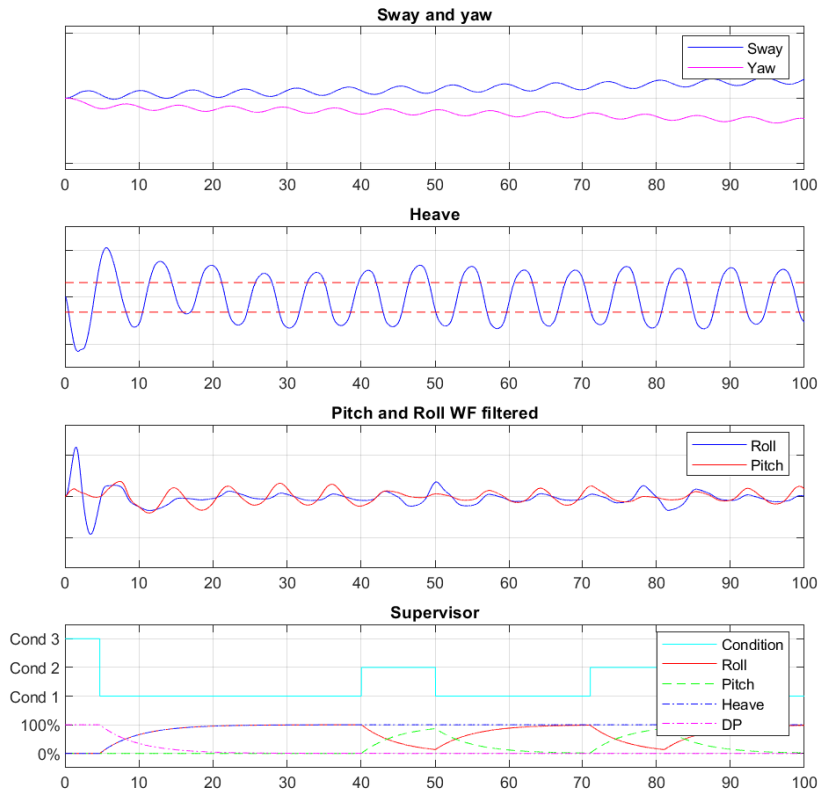 Sway and yaw
Sway
Yaw
0 10 20 30 40 50 60 70 80 90 100
Heave
0 10 20 30 40 50 60 70 80 90 100
Pitch and Roll WF filtered
Roll
Pitch
0 10 20 30 40 50 60 70 80 90 100
Supervisor
Cond 3
Cond 2
Cond 1
100%
0%
Condition
Roll
Pitch
Heave
DP
0 10 20 30 40 50 60 70 80 90 100